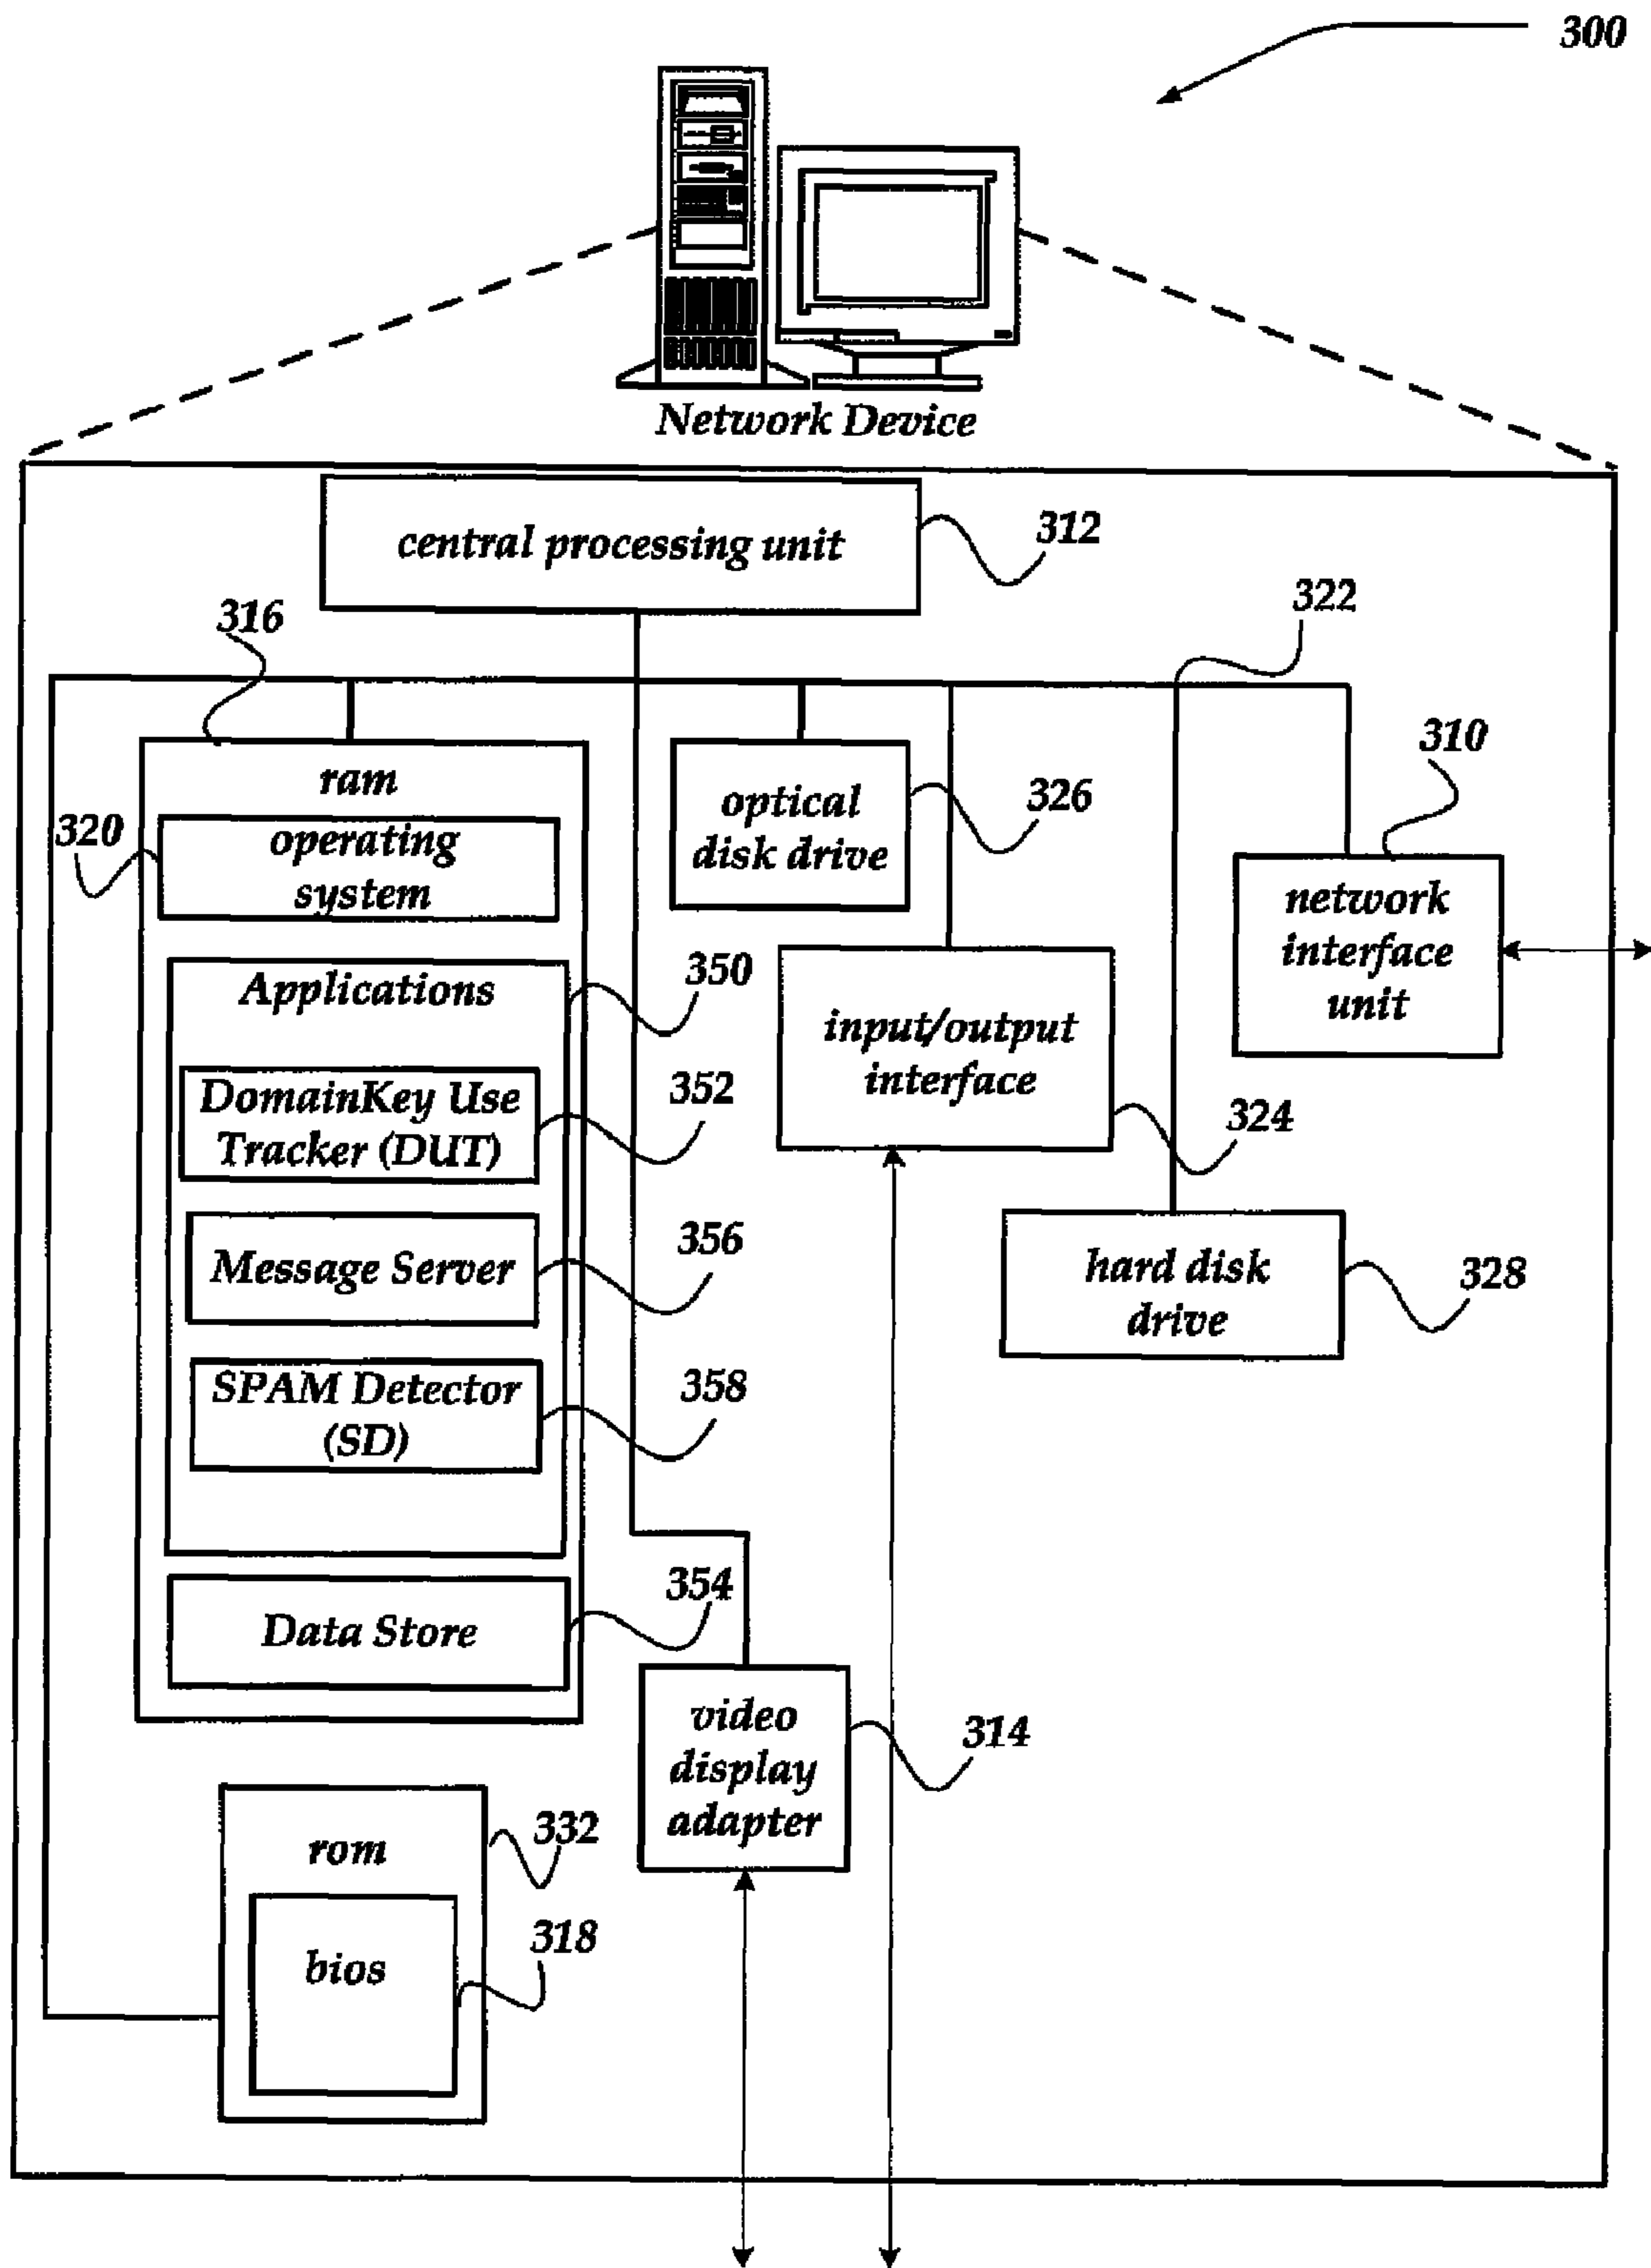 300
Network Device
central processing unit
312
322
316
ram
320
operating
system
optical
disk drive
326
310
network
interface
unit
Applications
350
input/output
interface
324
DomainKey Use
Tracker (DUT)
352
Message Server
356
hard disk
drive
328
SPAM Detector
(SD)
358
Data Store
354
video
display
adapter
314
rom
332
bios
318